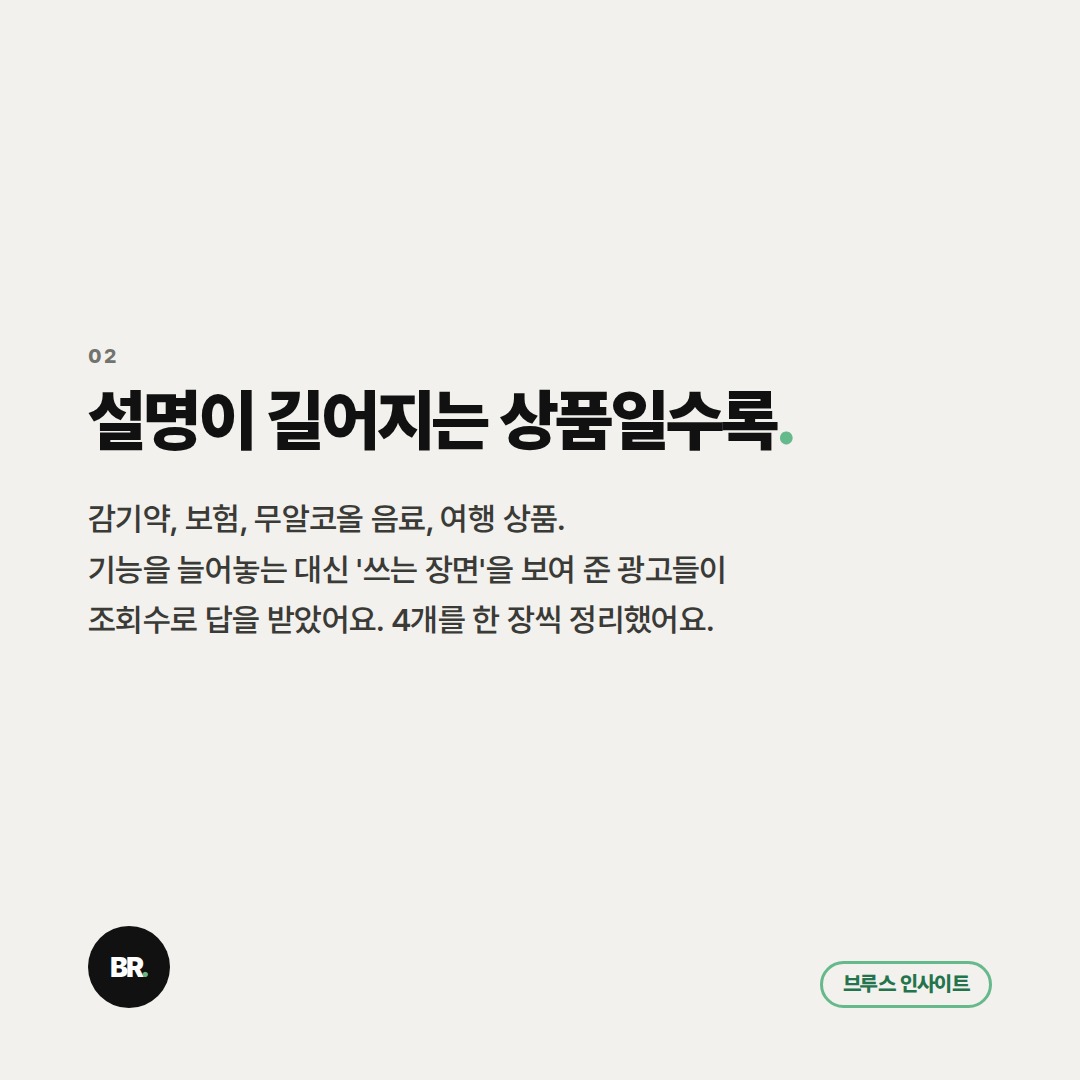 02
설명이 길어지는 상품일수록.
감기약, 보험, 무알코올 음료, 여행 상품.
기능을 늘어놓는 대신 '쓰는 장면'을 보여 준 광고들이
조회수로 답을 받았어요. 4개를 한 장씩 정리했어요.
BR.
브루스 인사이트